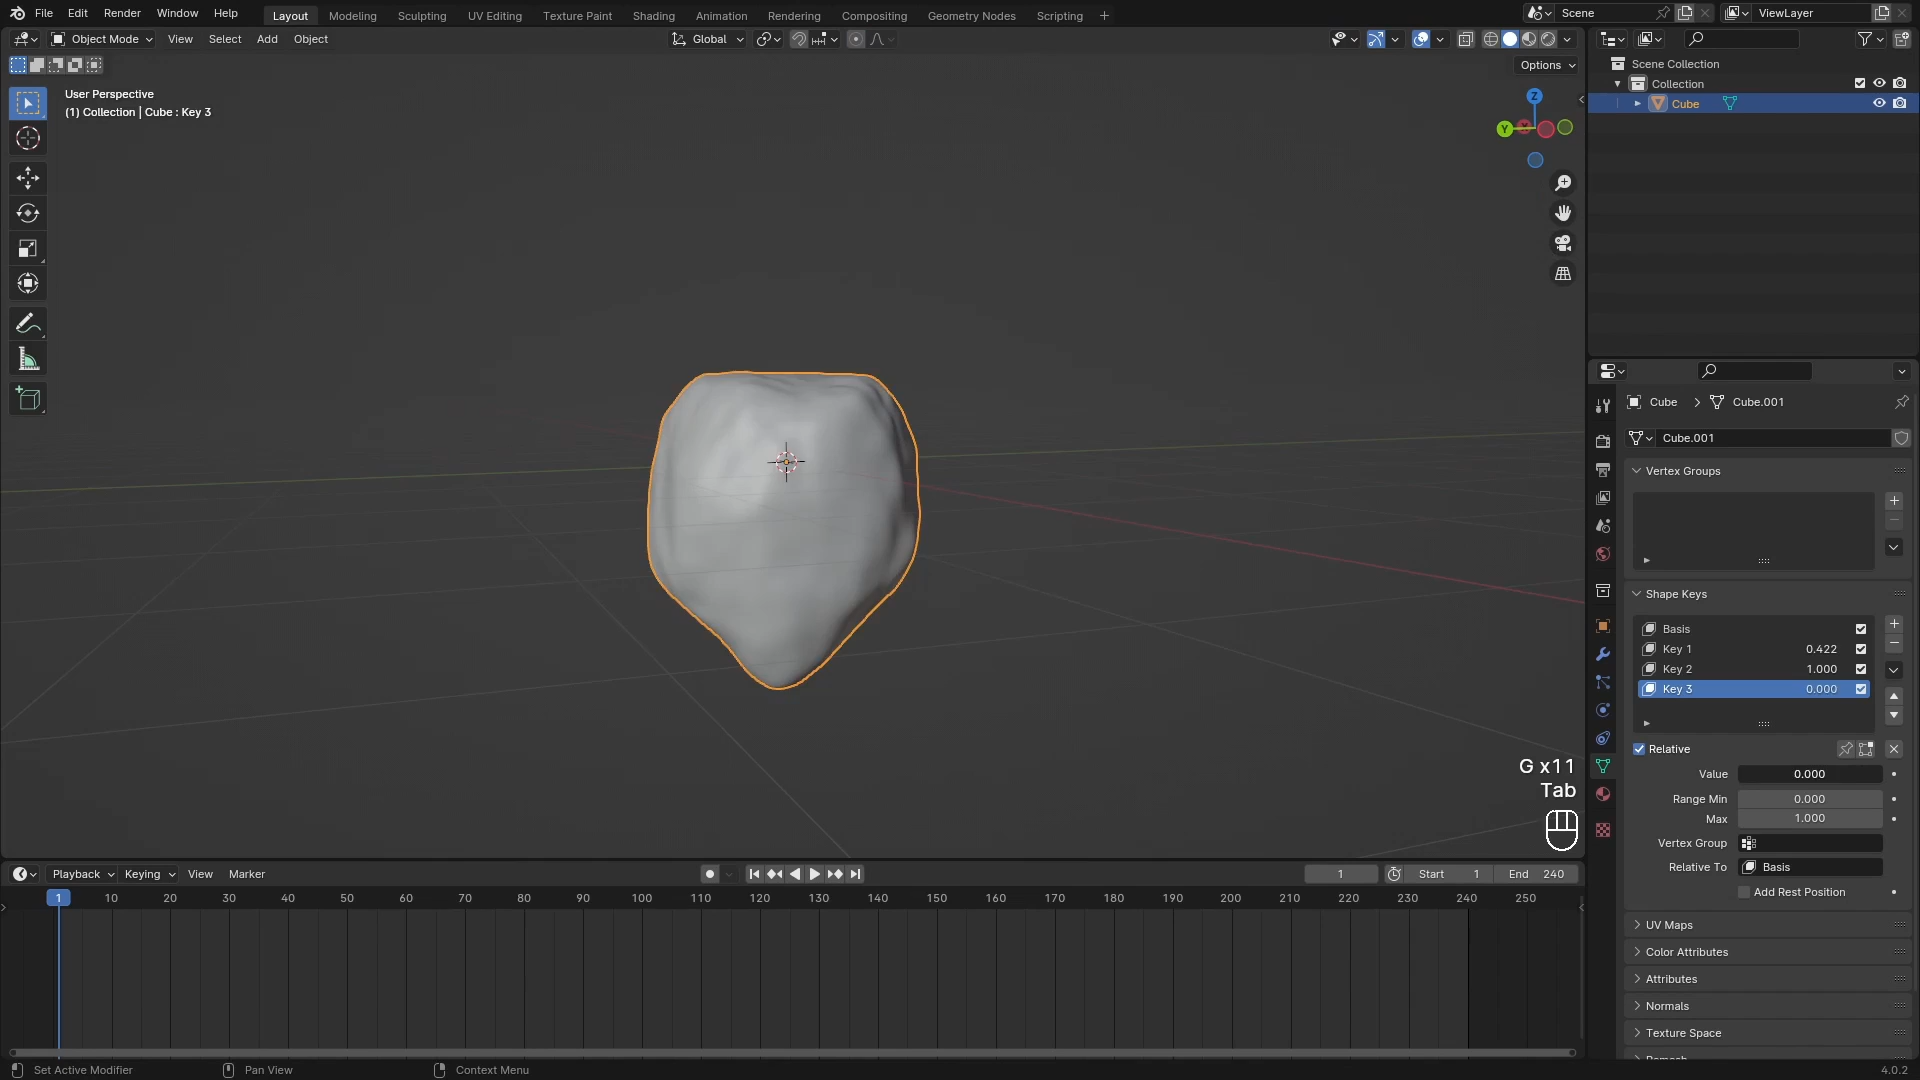 File Edit Render Window Help Layout Modeling Sculpting UV Editing Texture Paint Shading Animation Rendering Compositing Geometry Nodes Scripting + Scene ViewLayer
Object Mode View Select Add Object Global
Options
User Perspective
(1) Collection | Cube : Key 3
Z
Y
X
Scene Collection
Collection
Cube
Cube > Cube.001
Cube.001
Vertex Groups
Shape Keys
Basis
Key 1 0.422
Key 2 1.000
Key 3 0.000
Relative
Value 0.000
Range Min 0.000
Max 1.000
Vertex Group
Relative To Basis
Add Rest Position
UV Maps
Color Attributes
Attributes
Normals
Texture Space
G x11
Tab
Playback Keying View Marker 1 Start 1 End 240
1 10 20 30 40 50 60 70 80 90 100 110 120 130 140 150 160 170 180 190 200 210 220 230 240 250
Set Active Modifier Pan View Context Menu 4.0.2